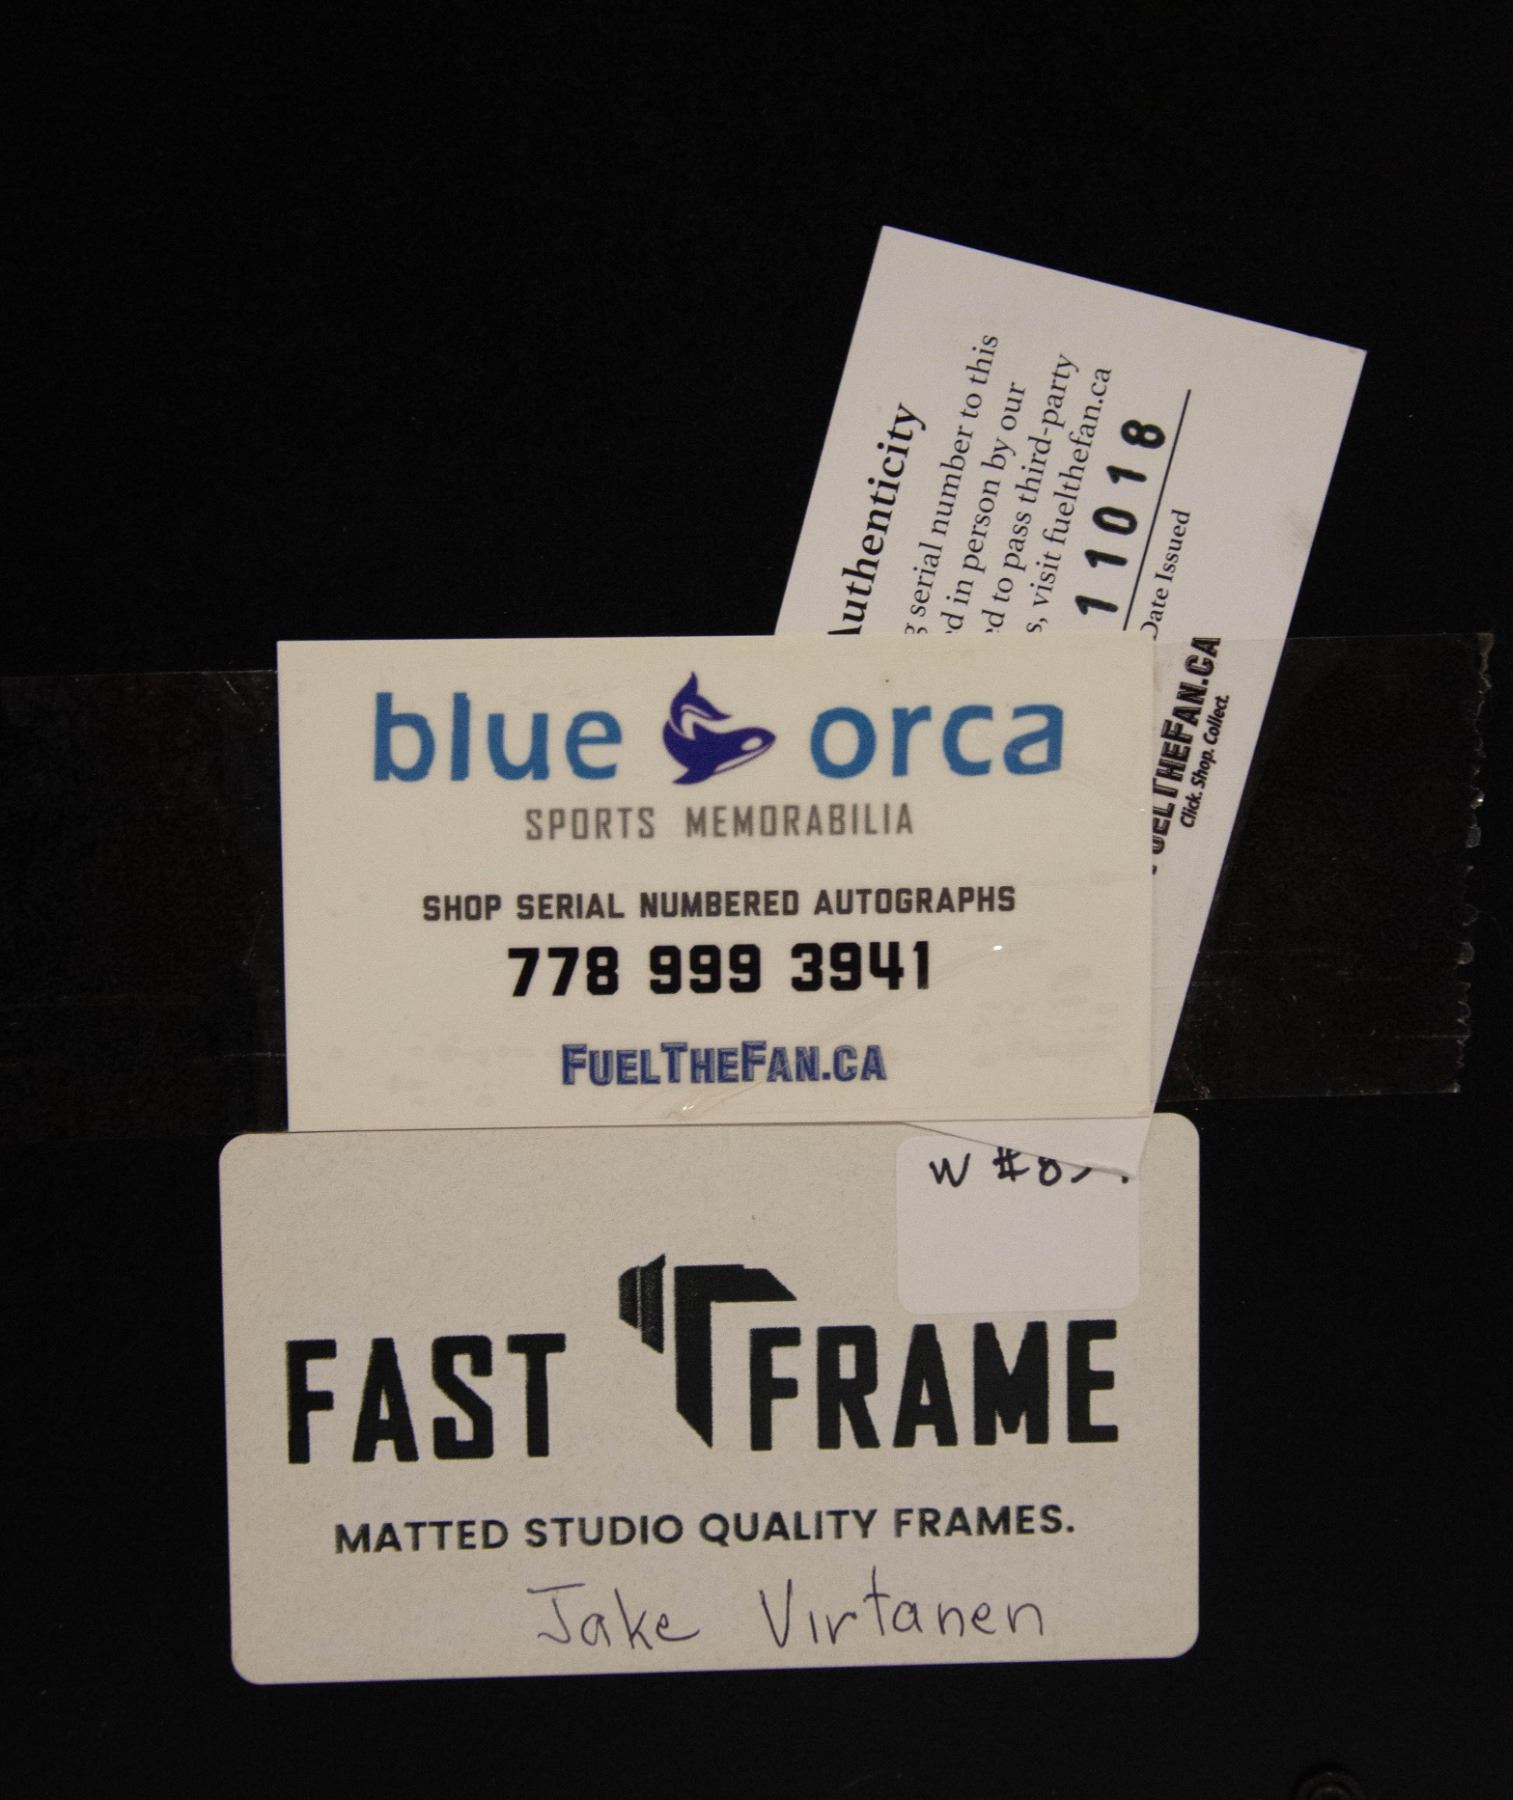 Authenticity
serial number to this
in person by our
to pass third-party
visit fuelthefan.ca
11018
Date Issued
FUELTHEFAN.CA
Click. Shop. Collect.
blue orca
SPORTS MEMORABILIA
SHOP SERIAL NUMBERED AUTOGRAPHS
778 999 3941
FUELTHEFAN.CA
W
FAST FRAME
MATTED STUDIO QUALITY FRAMES.
Jake Virtanen